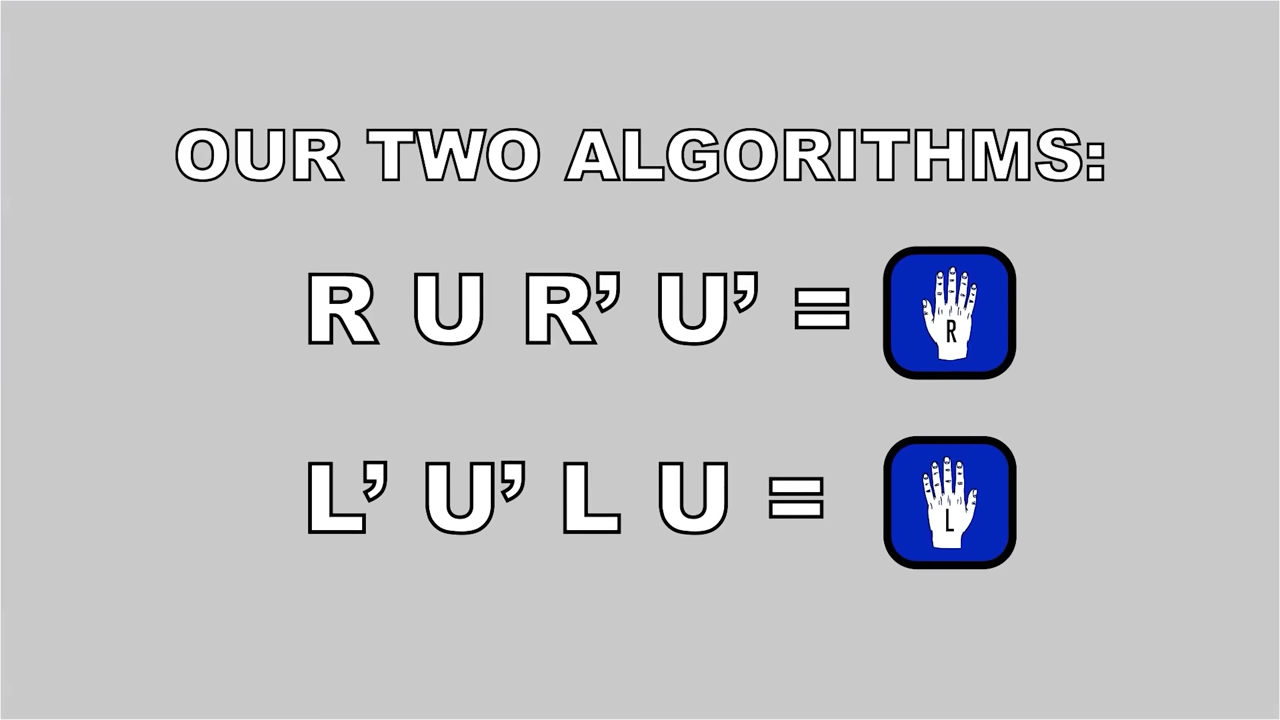 OUR TWO ALGORITHMS:
R U R’ U’ = R
L’ U’ L U = L